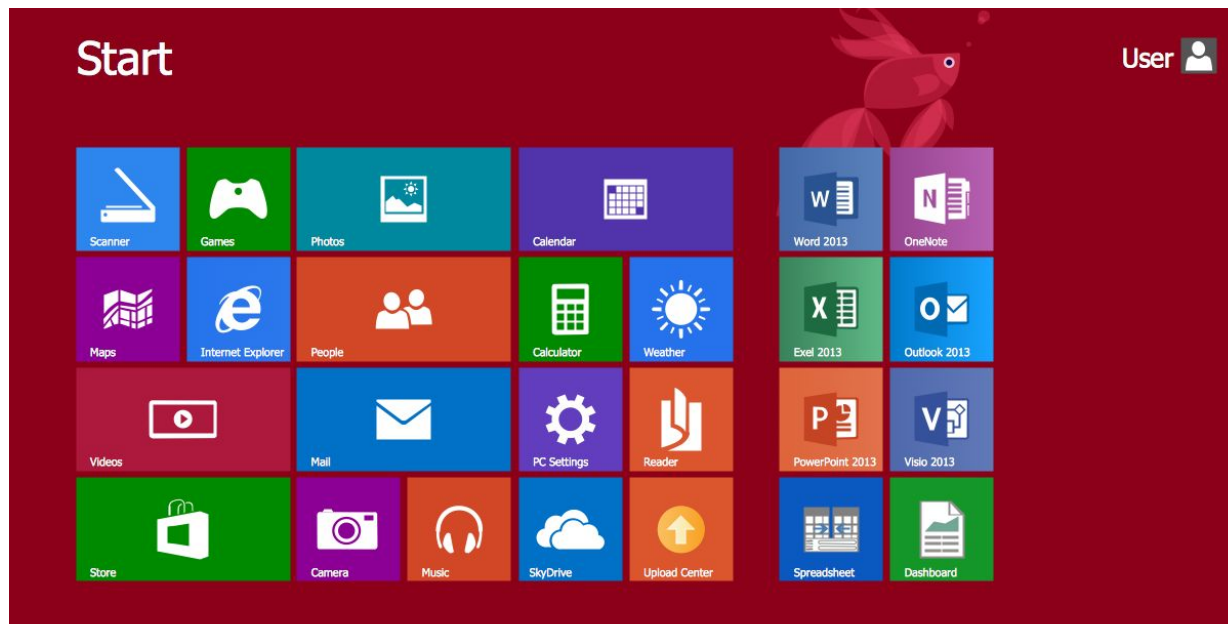 Start
User
Scanner
Games
Photos
Calendar
W
Word 2013
N
OneNote
Maps
Internet Explorer
People
Calculator
Weather
X
Exel 2013
O
Outlook 2013
Videos
Mail
PC Settings
Reader
P
PowerPoint 2013
V
Visio 2013
Store
Camera
Music
SkyDrive
Upload Center
Spreadsheet
Dashboard